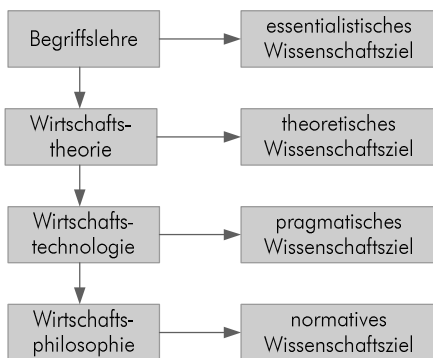 Begriffslehre
essentialistisches
Wissenschaftsziel
Wirtschafts-
theorie
theoretisches
Wissenschaftsziel
Wirtschafts-
technologie
pragmatisches
Wissenschaftsziel
Wirtschafts-
philosophie
normatives
Wissenschaftsziel